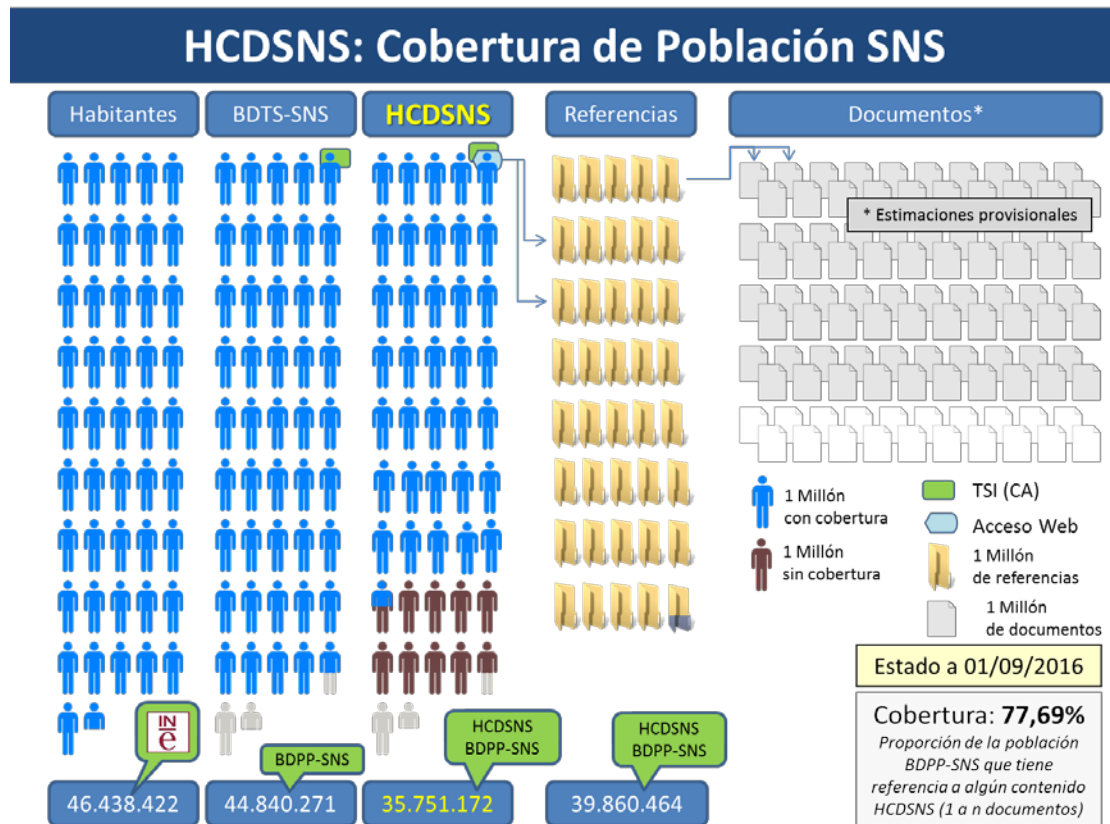 HCDSNS: Cobertura de Población SNS
Habitantes
BDTS-SNS
HCDSNS
Referencias
Documentos*
* Estimaciones provisionales
1 Millón
con cobertura
1 Millón
sin cobertura
TSI (CA)
Acceso Web
1 Millón
de referencias
1 Millón
de documentos
Estado a 01/09/2016
Cobertura: 77,69%
Proporción de la población
BDPP-SNS que tiene
referencia a algún contenido
HCDSNS (1 a n documentos)
INe
BDPP-SNS
HCDSNS
BDPP-SNS
HCDSNS
BDPP-SNS
46.438.422
44.840.271
35.751.172
39.860.464